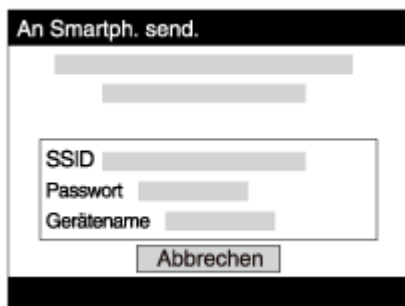 An Smartph. send.
SSID
Passwort
Gerätename
Abbrechen